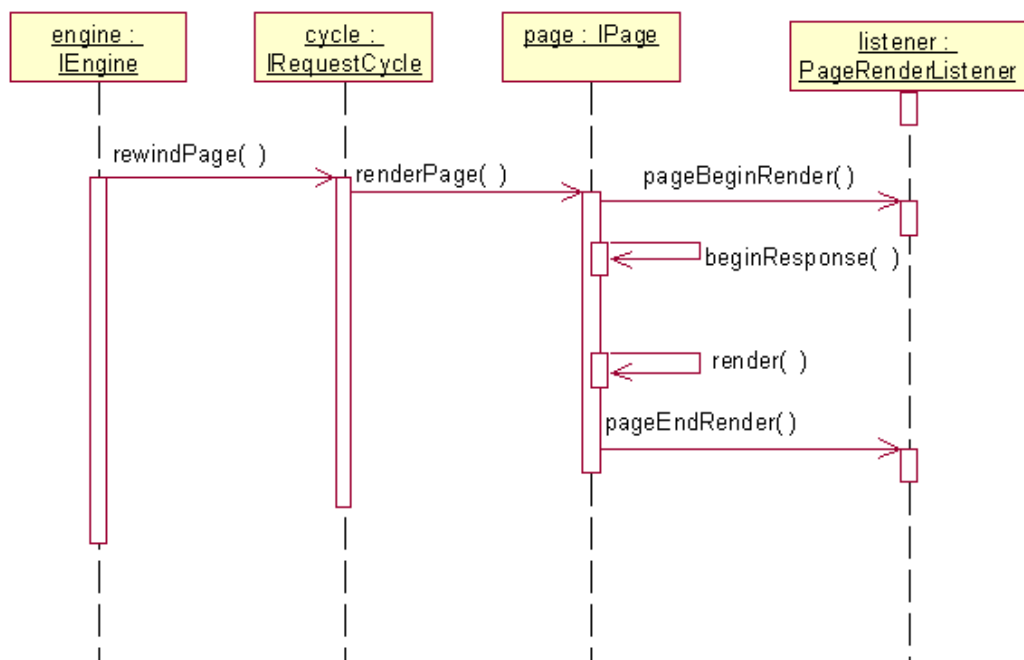 engine :
IEngine
cycle :
IRequestCycle
page : IPage
listener :
PageRenderListener
rewindPage( )
renderPage( )
pageBeginRender()
beginResponse( )
render( )
pageEndRender()